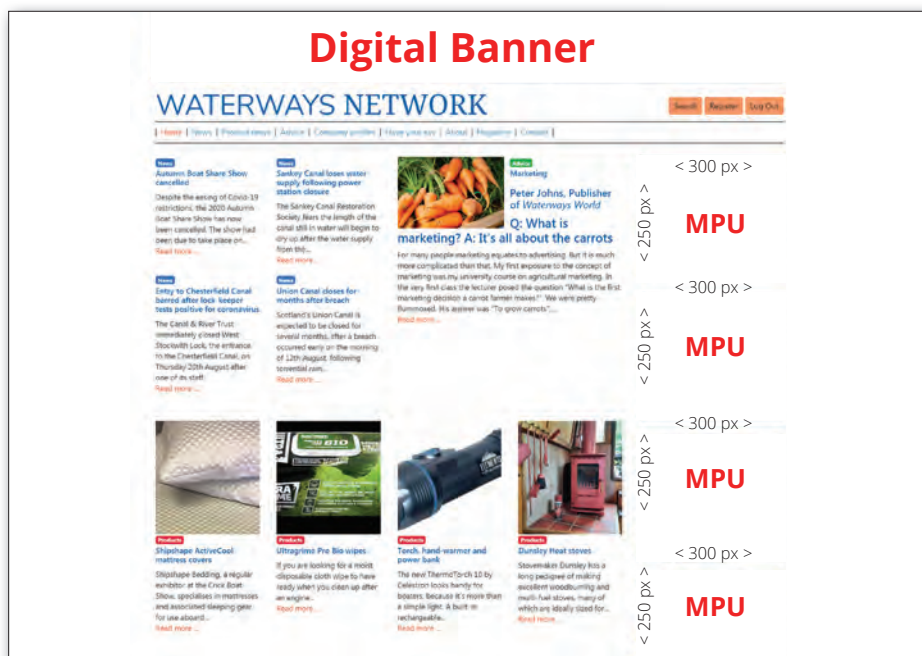 Digital Banner
WATERWAYS NETWORK
Search Register Log Out
| Home | News | Product news | Advice | Company profiles | Have your say | About | Magazine | Contact |
News
Autumn Boat Share Show
cancelled
Despite the easing of Covid-19
restrictions, the 2020 Autumn
Boat Share Show has now
been cancelled. The show had
been due to take place on...
Read more ...
News
Sankey Canal loses water
supply following power
station closure
The Sankey Canal Restoration
Society fears the length of the
canal still in water will begin to
dry up after the water supply
from the...
Read more ...
Advice
Marketing
Peter Johns, Publisher
of Waterways World
Q: What is
marketing? A: It's all about the carrots
For many people marketing equates to advertising. But it is much
more complicated than that. My first exposure to the concept of
marketing was my university course on agricultural marketing. In
the very first class the lecturer posed the question "What is the first
marketing decision a carrot farmer makes?". We were pretty
flummoxed. His answer was "To grow carrots"....
Read more ...
News
Entry to Chesterfield Canal
barred after lock keeper
tests positive for coronavirus
The Canal & River Trust
immediately closed West
Stockwith Lock, the entrance
to the Chesterfield Canal, on
Thursday 20th August after
one of its staff
Read more ...
News
Union Canal closes for
months after breach
Scotland's Union Canal is
expected to be closed for
several months, after a breach
occurred early on the morning
of 12th August, following
torrential rain...
Read more ...
< 300 px >
< 250 px >
MPU
< 300 px >
< 250 px >
MPU
BIO
Products
Shipshape ActiveCool
mattress covers
Shipshape Bedding, a regular
exhibitor at the Crick Boat
Show, specialises in mattresses
and associated sleeping gear
for use aboard...
Read more ...
Products
Ultragrime Pro Bio wipes
If you are looking for a moist
disposable cloth wipe to have
ready when you clean up after
an engine...
Read more ...
Products
Torch, hand-warmer and
power bank
The new ThermoTorch 10 by
Celestron looks handy for
boaters, because it's more than
a simple light. A built-in
rechargeable...
Read more ...
Products
Dunsley Heat stoves
Stovemaker Dunsley has a
long pedigree of making
excellent woodburning and
multi-fuel stoves, many of
which are ideally sized for...
Read more ...
< 300 px >
< 250 px >
MPU
< 300 px >
< 250 px >
MPU